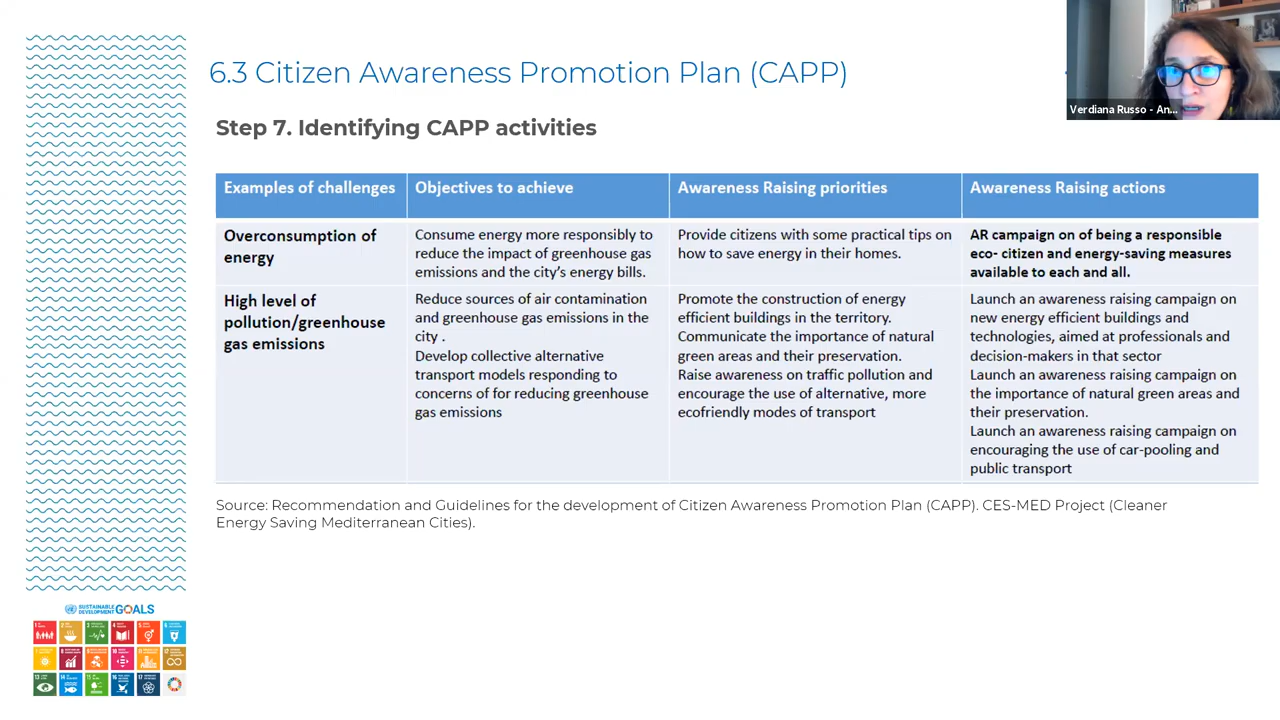 6.3 Citizen Awareness Promotion Plan (CAPP)
Verdiana Russo - An...
Step 7. Identifying CAPP activities
Examples of challenges
Objectives to achieve
Awareness Raising priorities
Awareness Raising actions
Overconsumption of
energy
Consume energy more responsibly to
reduce the impact of greenhouse gas
emissions and the city's energy bills.
Provide citizens with some practical tips on
how to save energy in their homes.
AR campaign on of being a responsible
eco- citizen and energy-saving measures
available to each and all.
High level of
pollution/greenhouse
gas emissions
Reduce sources of air contamination
and greenhouse gas emissions in the
city .
Develop collective alternative
transport models responding to
concerns of for reducing greenhouse
gas emissions
Promote the construction of energy
efficient buildings in the territory.
Communicate the importance of natural
green areas and their preservation.
Raise awareness on traffic pollution and
encourage the use of alternative, more
ecofriendly modes of transport
Launch an awareness raising campaign on
new energy efficient buildings and
technologies, aimed at professionals and
decision-makers in that sector
Launch an awareness raising campaign on
the importance of natural green areas and
their preservation.
Launch an awareness raising campaign on
encouraging the use of car-pooling and
public transport
Source: Recommendation and Guidelines for the development of Citizen Awareness Promotion Plan (CAPP). CES-MED Project (Cleaner
Energy Saving Mediterranean Cities).
SUSTAINABLE
DEVELOPMENT GOALS